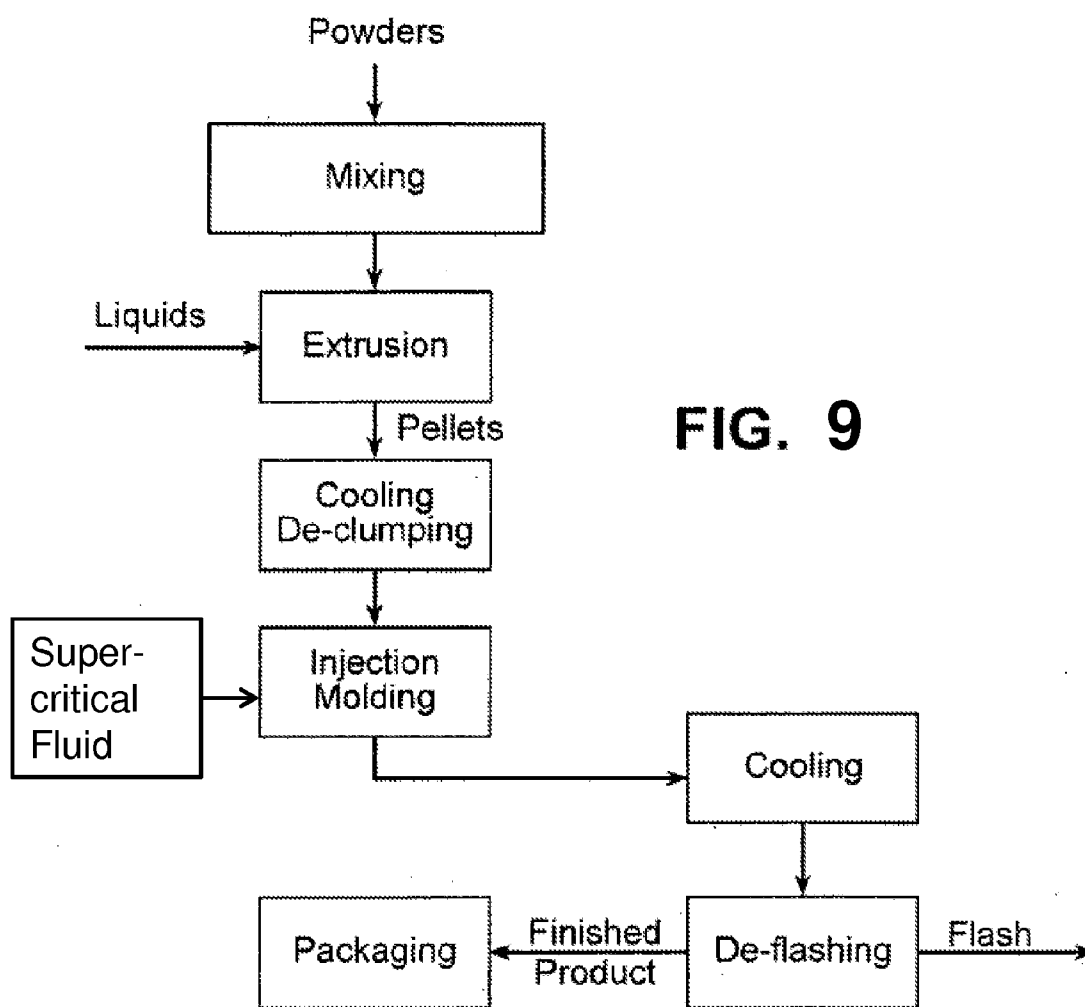 Powders
Mixing
Liquids
Extrusion
Pellets
FIG. 9
Cooling
De-clumping
Super-
critical
Fluid
Injection
Molding
Cooling
Packaging
Finished
Product
De-flashing
Flash